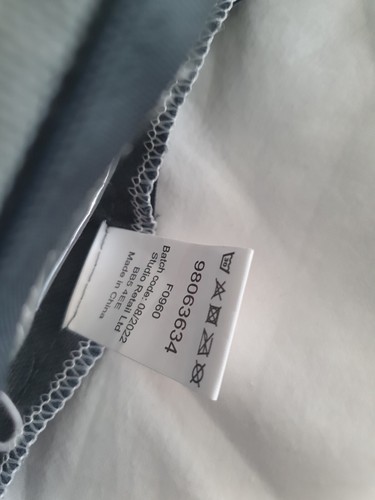 98063634
F0960
Batch code: 08/2022
Studio Retail Ltd
BB5 4EE
Made in China